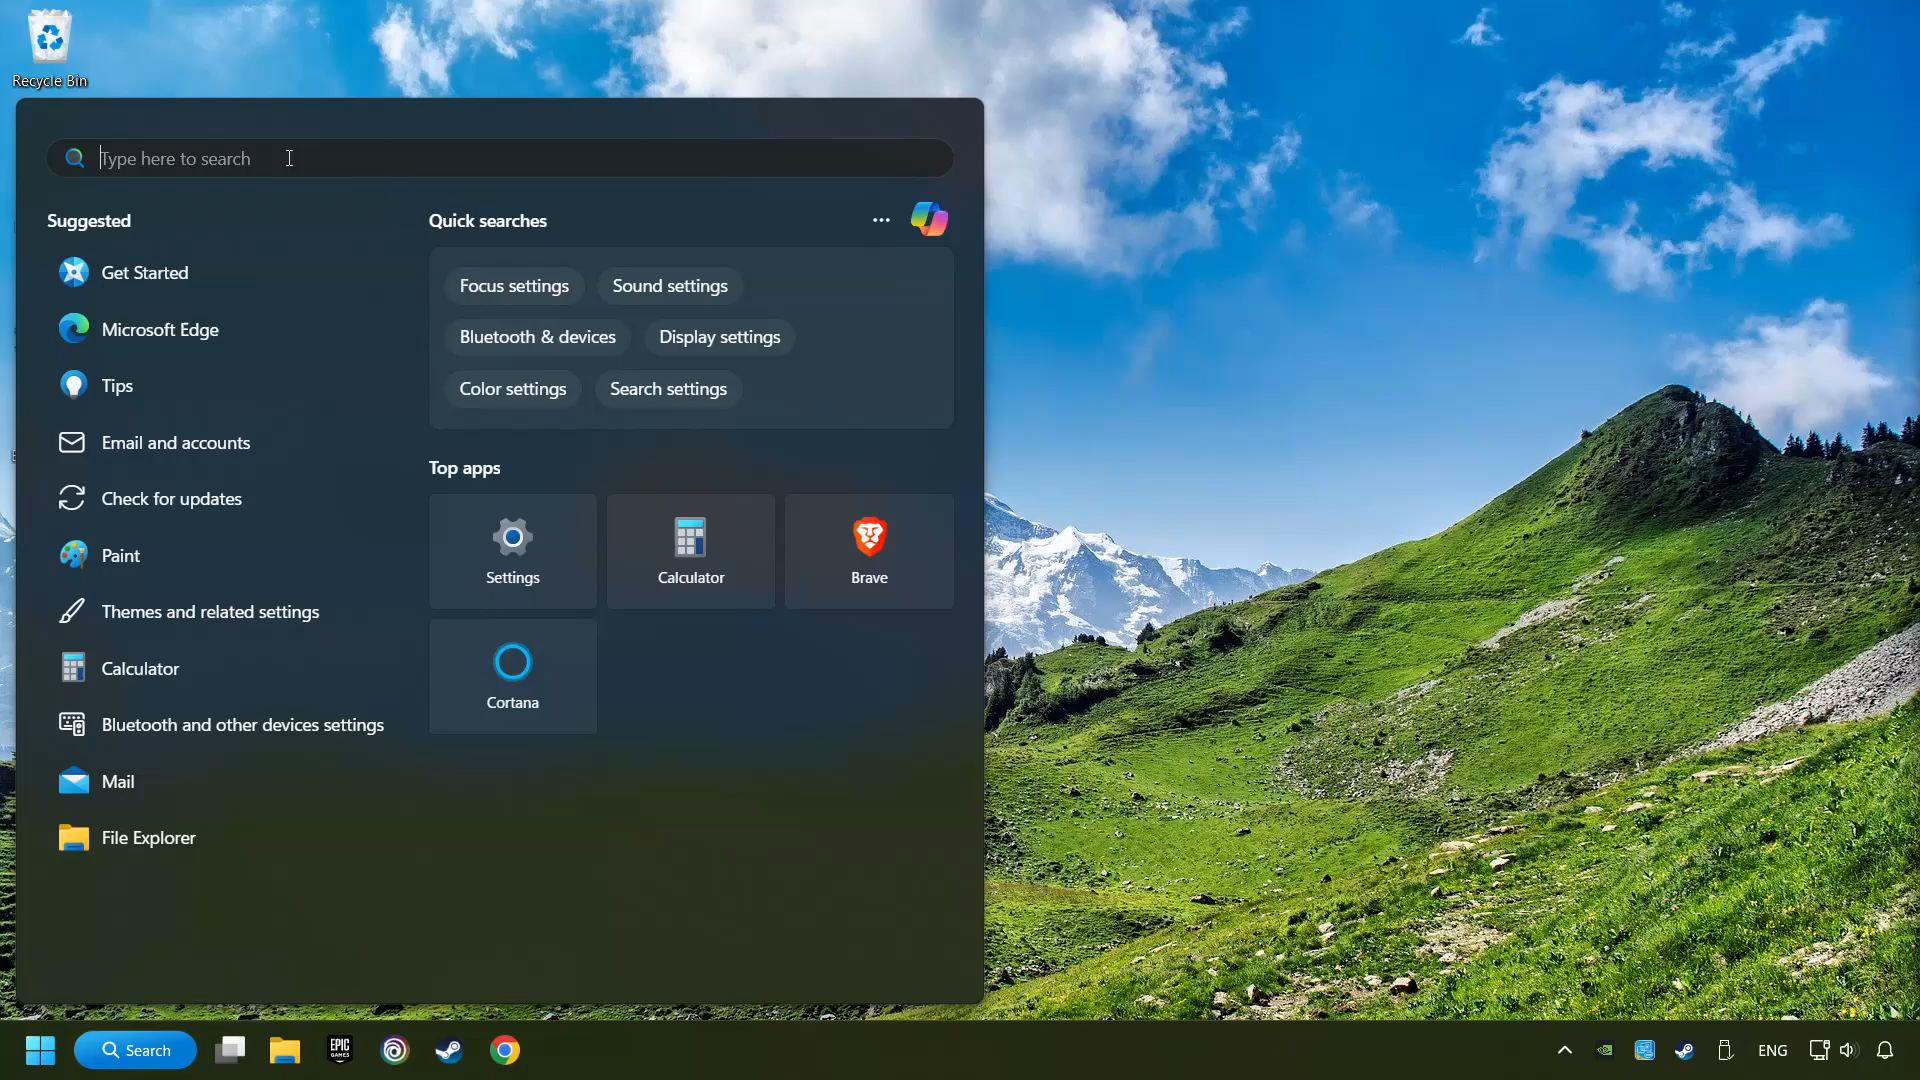 Recycle Bin
Type here to search
Suggested
Get Started
Microsoft Edge
Tips
Email and accounts
Check for updates
Paint
Themes and related settings
Calculator
Bluetooth and other devices settings
Mail
File Explorer
Quick searches
Focus settings
Sound settings
Bluetooth & devices
Display settings
Color settings
Search settings
Top apps
Settings
Calculator
Brave
Cortana
Search
EPIC
GAMES
ENG